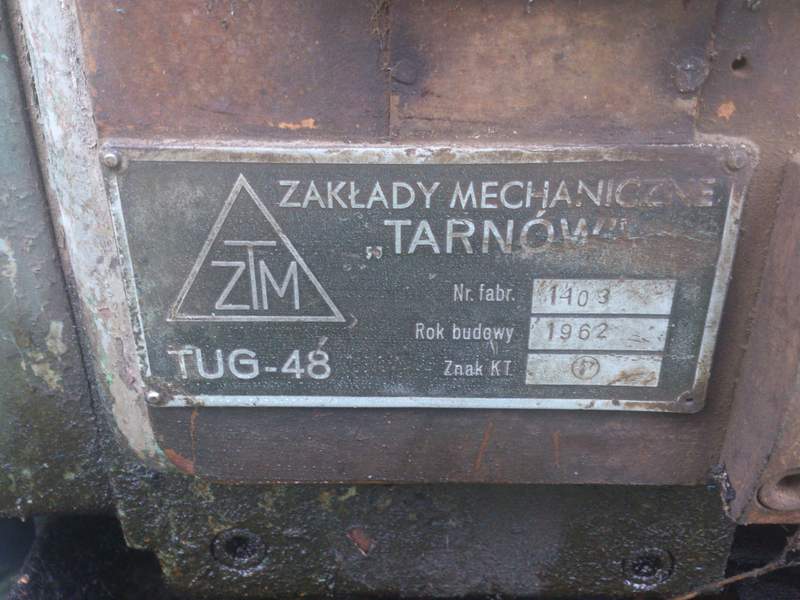 ZAKŁADY MECHANICZNE
„TARNÓW"
ZTM
Nr. fabr. 1403
Rok budowy 1962
TUG-48
Znak KT